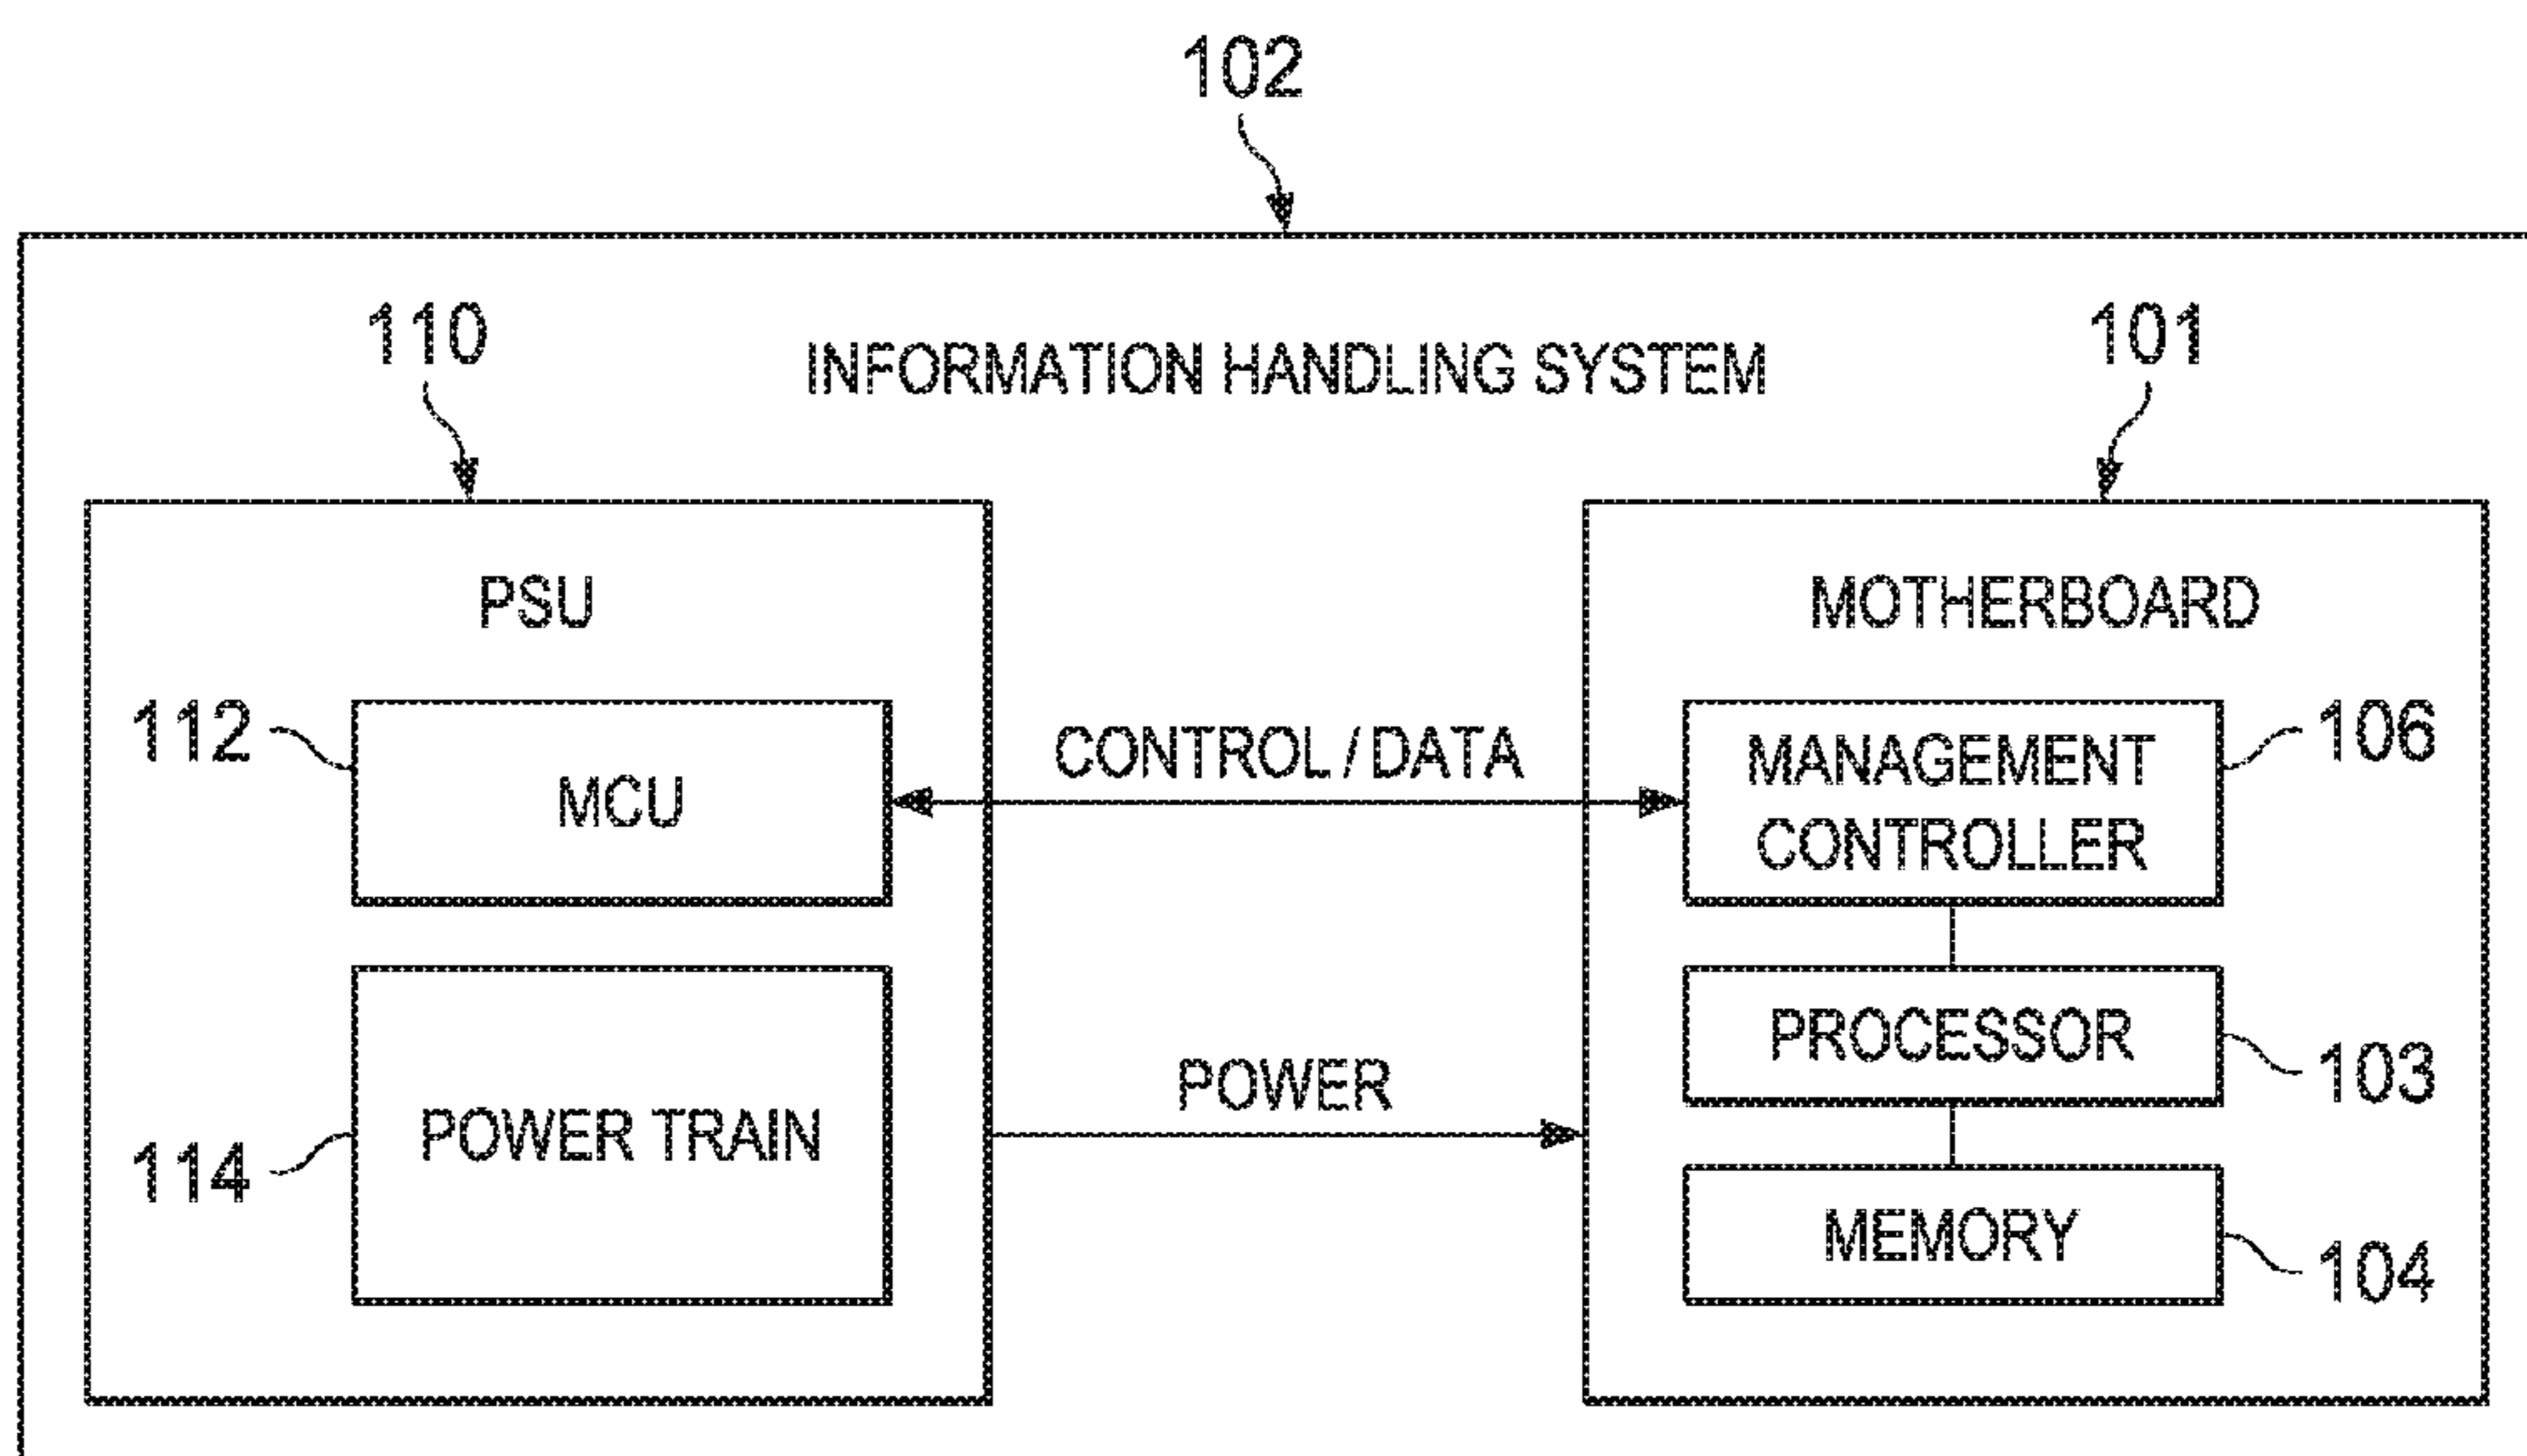 102
110
INFORMATION HANDLING SYSTEM
101
PSU
MOTHERBOARD
112
MCU
CONTROL / DATA
MANAGEMENT
CONTROLLER
106
POWER TRAIN
114
POWER
PROCESSOR
103
MEMORY
104